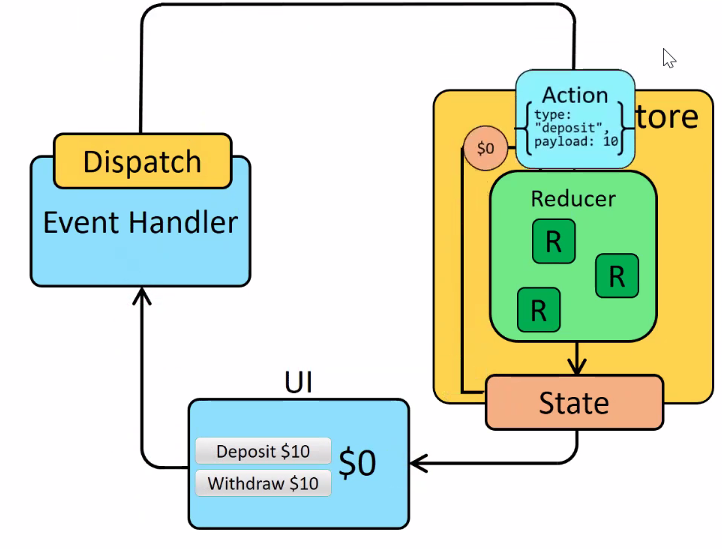 Action
type:
"deposit",
payload: 10
tore
$0
Dispatch
Event Handler
Reducer
R
R
R
State
UI
Deposit $10
$0
Withdraw $10